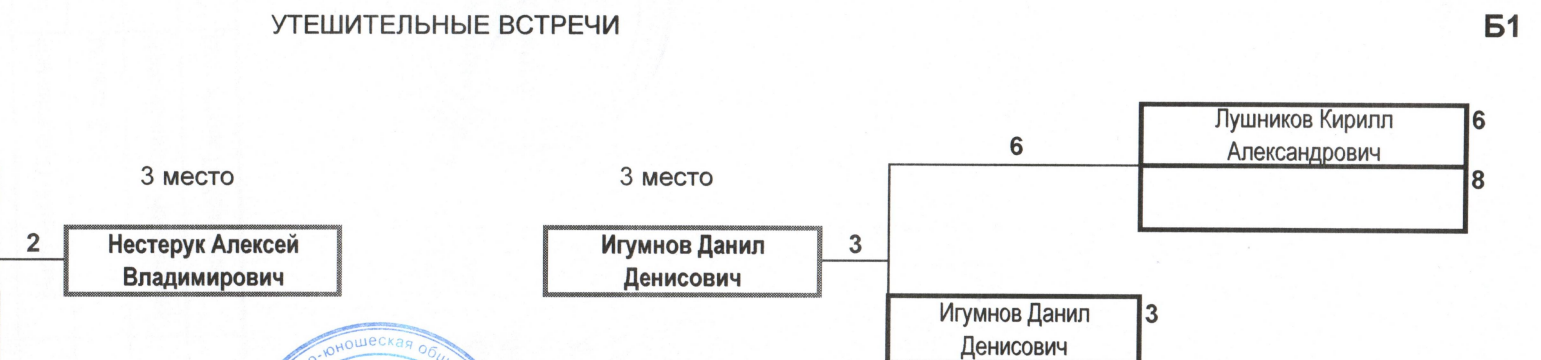 УТЕШИТЕЛЬНЫЕ ВСТРЕЧИ
Б1
Лушников Кирилл
Александрович
6
8
6
3 место
3 место
2
Нестерук Алексей
Владимирович
Игумнов Данил
Денисович
3
Игумнов Данил
Денисович
3
-юношеская